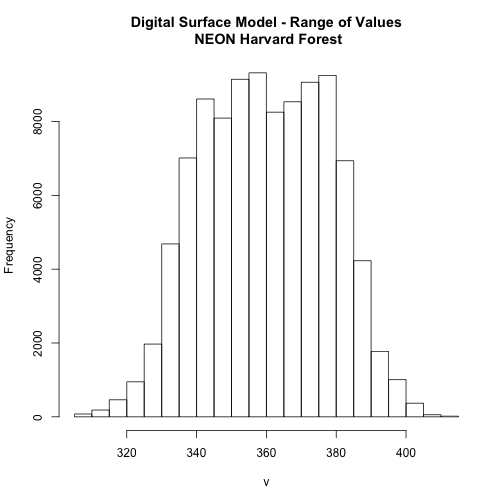 Digital Surface Model - Range of Values
NEON Harvard Forest
Frequency
8000
6000
4000
2000
0
320 340 360 380 400
v